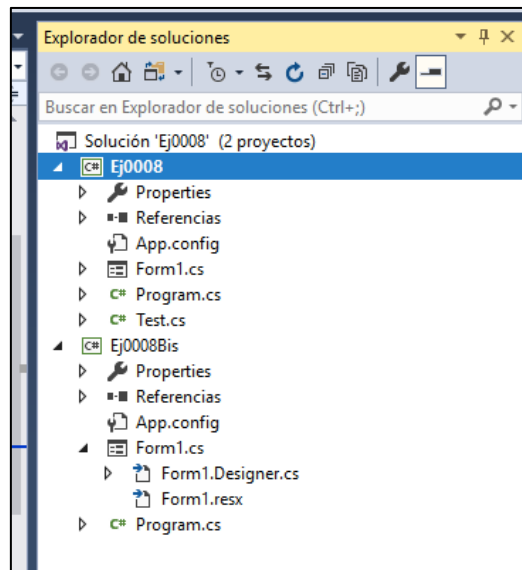 Explorador de soluciones
Buscar en Explorador de soluciones (Ctrl+;)
Solución 'Ej0008' (2 proyectos)
C# Ej0008
Properties
Referencias
App.config
Form1.cs
C# Program.cs
C# Test.cs
C# Ej0008Bis
Properties
Referencias
App.config
Form1.cs
Form1.Designer.cs
Form1.resx
C# Program.cs